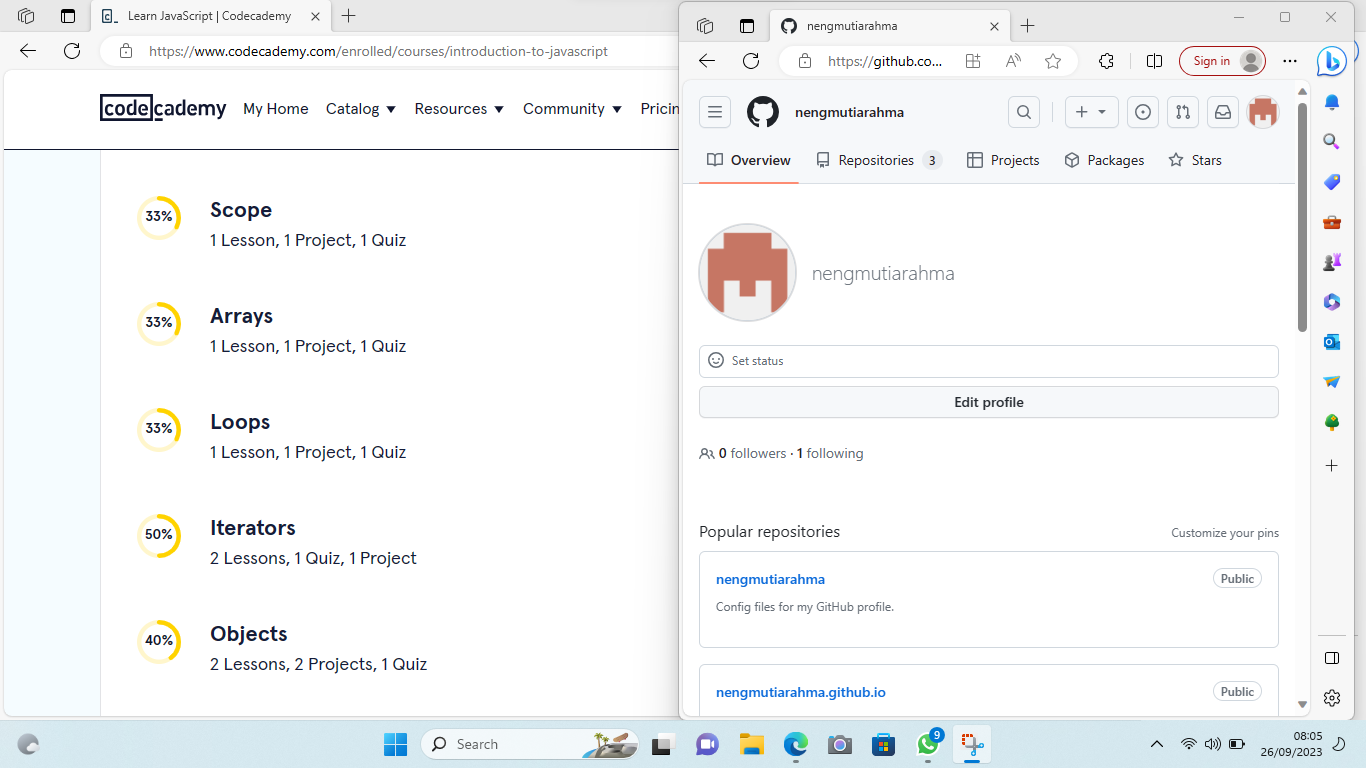 Learn JavaScript | Codecademy
https://www.codecademy.com/enrolled/courses/introduction-to-javascript
codecademy
My Home Catalog Resources Community Pricin
33%
Scope
1 Lesson, 1 Project, 1 Quiz
33%
Arrays
1 Lesson, 1 Project, 1 Quiz
33%
Loops
1 Lesson, 1 Project, 1 Quiz
50%
Iterators
2 Lessons, 1 Quiz, 1 Project
40%
Objects
2 Lessons, 2 Projects, 1 Quiz
nengmutiarahma
https://github.co...
Sign in
nengmutiarahma
Overview Repositories 3 Projects Packages Stars
nengmutiarahma
Set status
Edit profile
0 followers · 1 following
Popular repositories
Customize your pins
nengmutiarahma
Public
Config files for my GitHub profile.
nengmutiarahma.github.io
Public
Search
9
08:05
26/09/2023